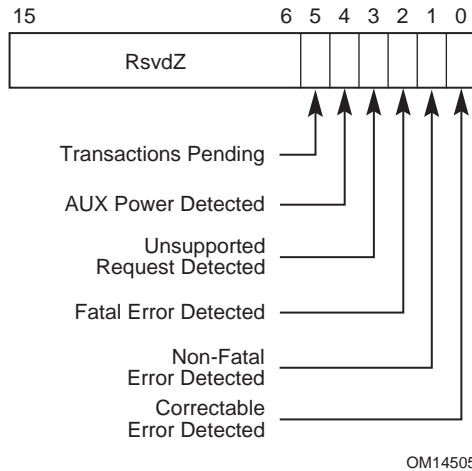 15 6 5 4 3 2 1 0
RsvdZ
Transactions Pending
AUX Power Detected
Unsupported
Request Detected
Fatal Error Detected
Non-Fatal
Error Detected
Correctable
Error Detected
OM14505